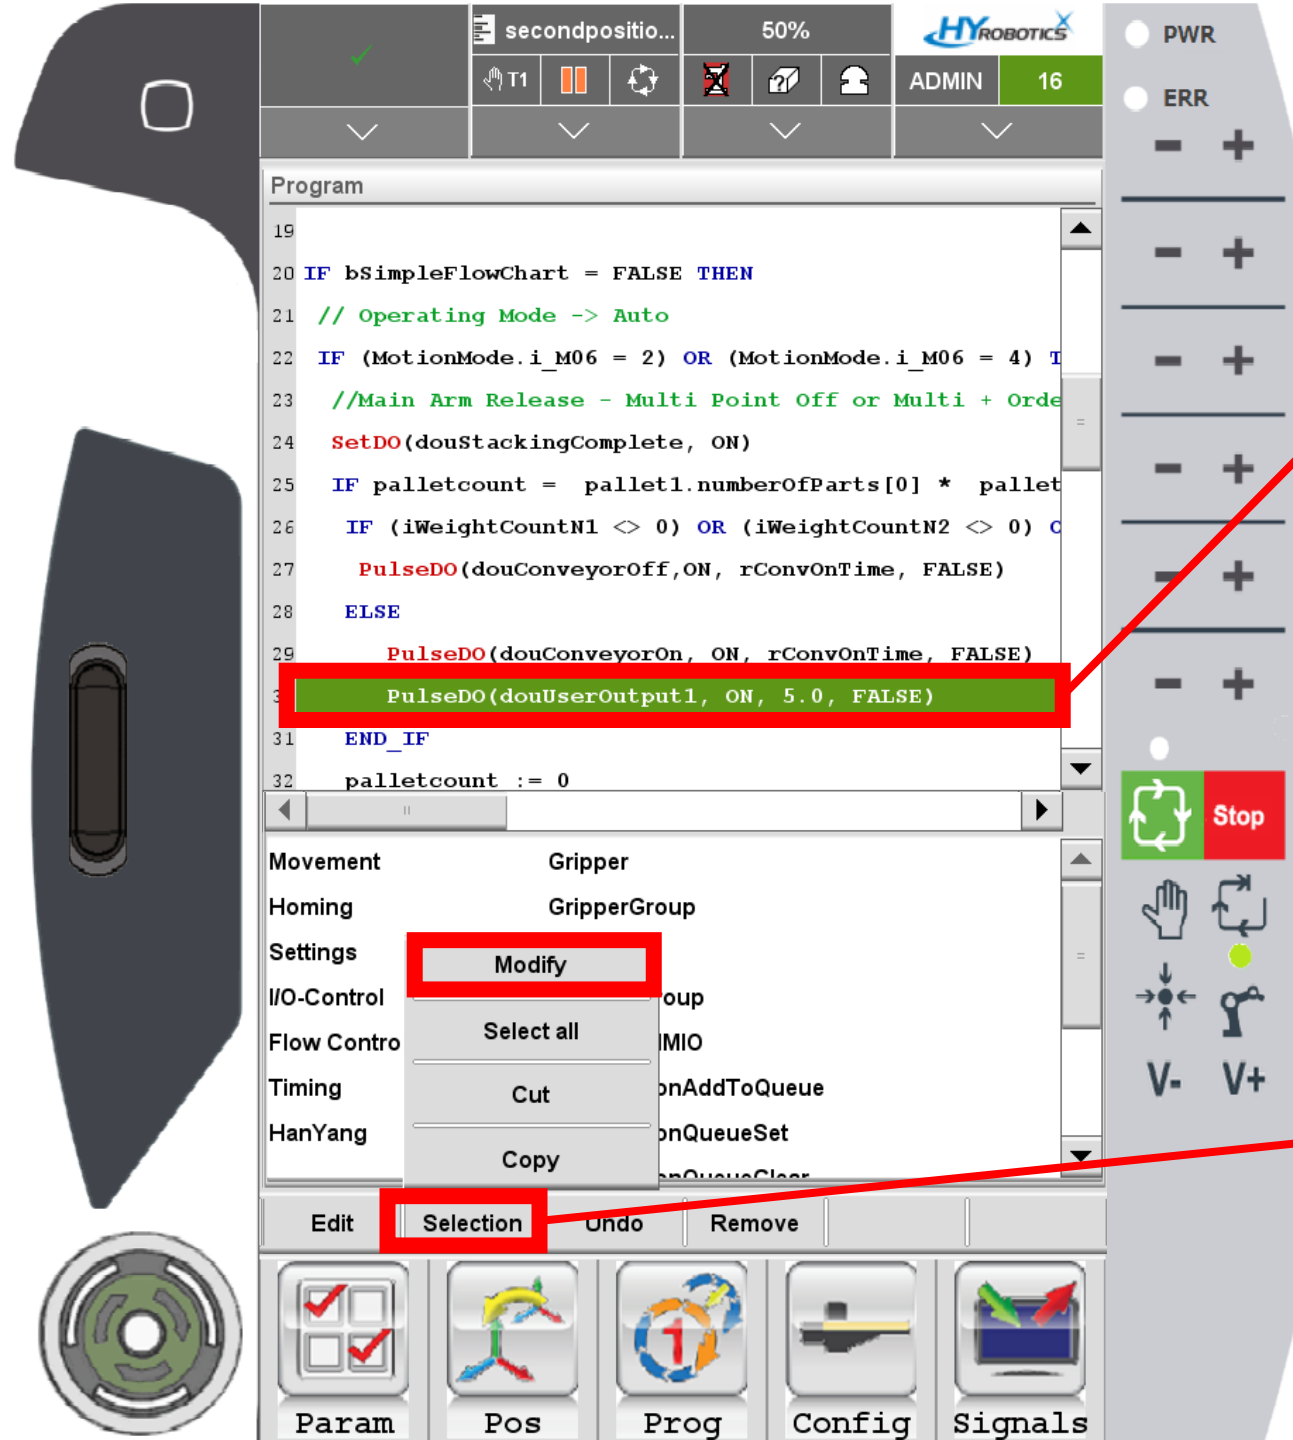 secondpositio...
50%
HYROBOTICS
T1
ADMIN
16
PWR
ERR
Program
19
20 IF bSimpleFlowChart = FALSE THEN
21 // Operating Mode -> Auto
22 IF (MotionMode.i_M06 = 2) OR (MotionMode.i_M06 = 4) T
23 //Main Arm Release - Multi Point Off or Multi + Orde
24 SetDO(douStackingComplete, ON)
25 IF palletcount = pallet1.numberOfParts[0] * pallet
26 IF (iWeightCountN1 <> 0) OR (iWeightCountN2 <> 0) O
27 PulseDO(douConveyorOff,ON, rConvOnTime, FALSE)
28 ELSE
29 PulseDO(douConveyorOn, ON, rConvOnTime, FALSE)
PulseDO(douUserOutput1, ON, 5.0, FALSE)
31 END_IF
32 palletcount := 0
Stop
Movement
Gripper
Homing
GripperGroup
Settings
Modify
I/O-Control
oup
Select all
Flow Contro
IMIO
Timing
Cut
onAddToQueue
HanYang
onQueueSet
Copy
onQueueClear
V-
V+
Edit
Selection
Undo
Remove
1
Param
Pos
Prog
Config
Signals